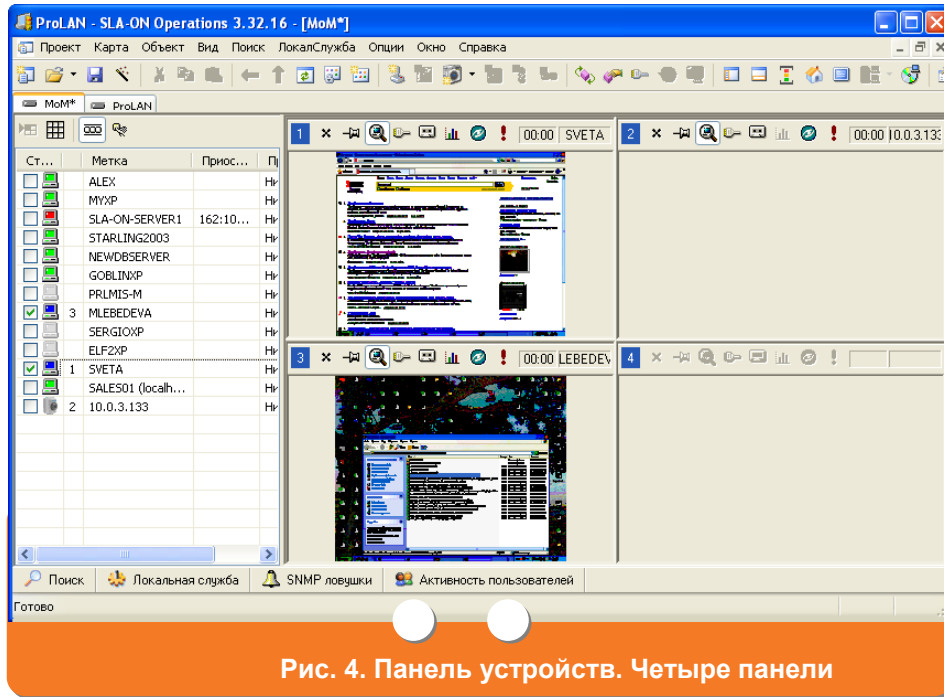 ProLAN - SLA-ON Operations 3.32.16 - [MoM*]
Проект Карта Объект Вид Поиск ЛокалСлужба Опции Окно Справка
MoM* ProLAN
1 00:00 SVETA 2 00:00 10.0.3.133
Ст... Метка Приос...
ALEX
MYXP
SLA-ON-SERVER1 162:10...
STARLING2003
NEWDBSERVER
GOBLINXP
PRLMIS-M
3 MLEBEDEVA
SERGIOXP
ELF2XP
1 SVETA
SALES01 (localh...
2 10.0.3.133
3 00:00 LEBEDEV 4
Поиск Локальная служба SNMP ловушки Активность пользователей
Готово
Рис. 4. Панель устройств. Четыре панели